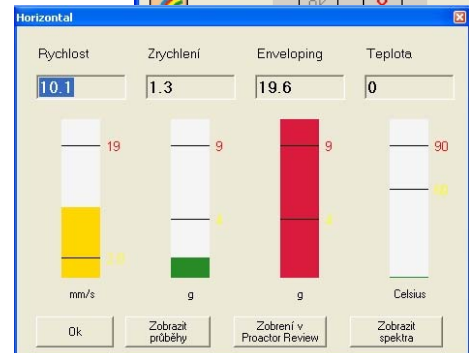 Horizontal
Rychlost Zrychlení Enveloping Teplota
10.1 1.3 19.6 0
19 9 9 90
4 4
mm/s g g Celsius
Ok Zobrazit průběhy Zobrení v Proactor Review Zobrazit spektra